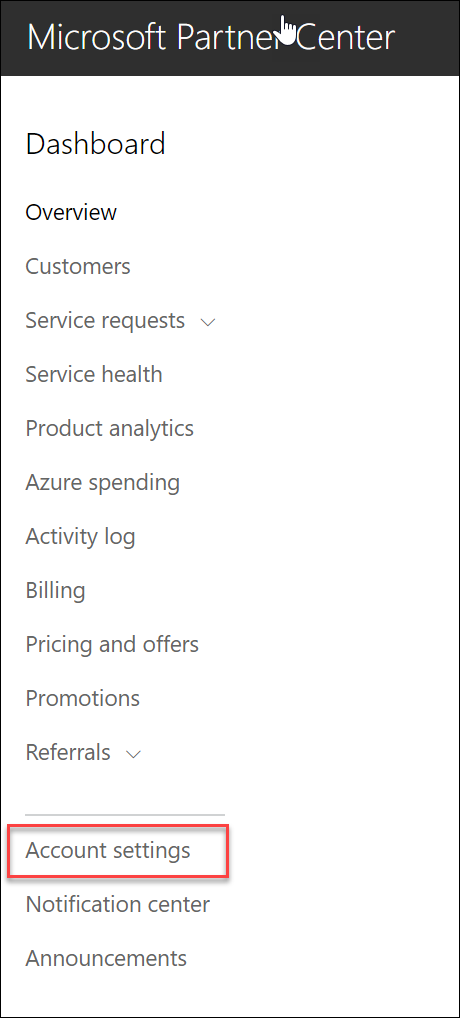 Microsoft Partner Center
Dashboard
Overview
Customers
Service requests
Service health
Product analytics
Azure spending
Activity log
Billing
Pricing and offers
Promotions
Referrals
Account settings
Notification center
Announcements